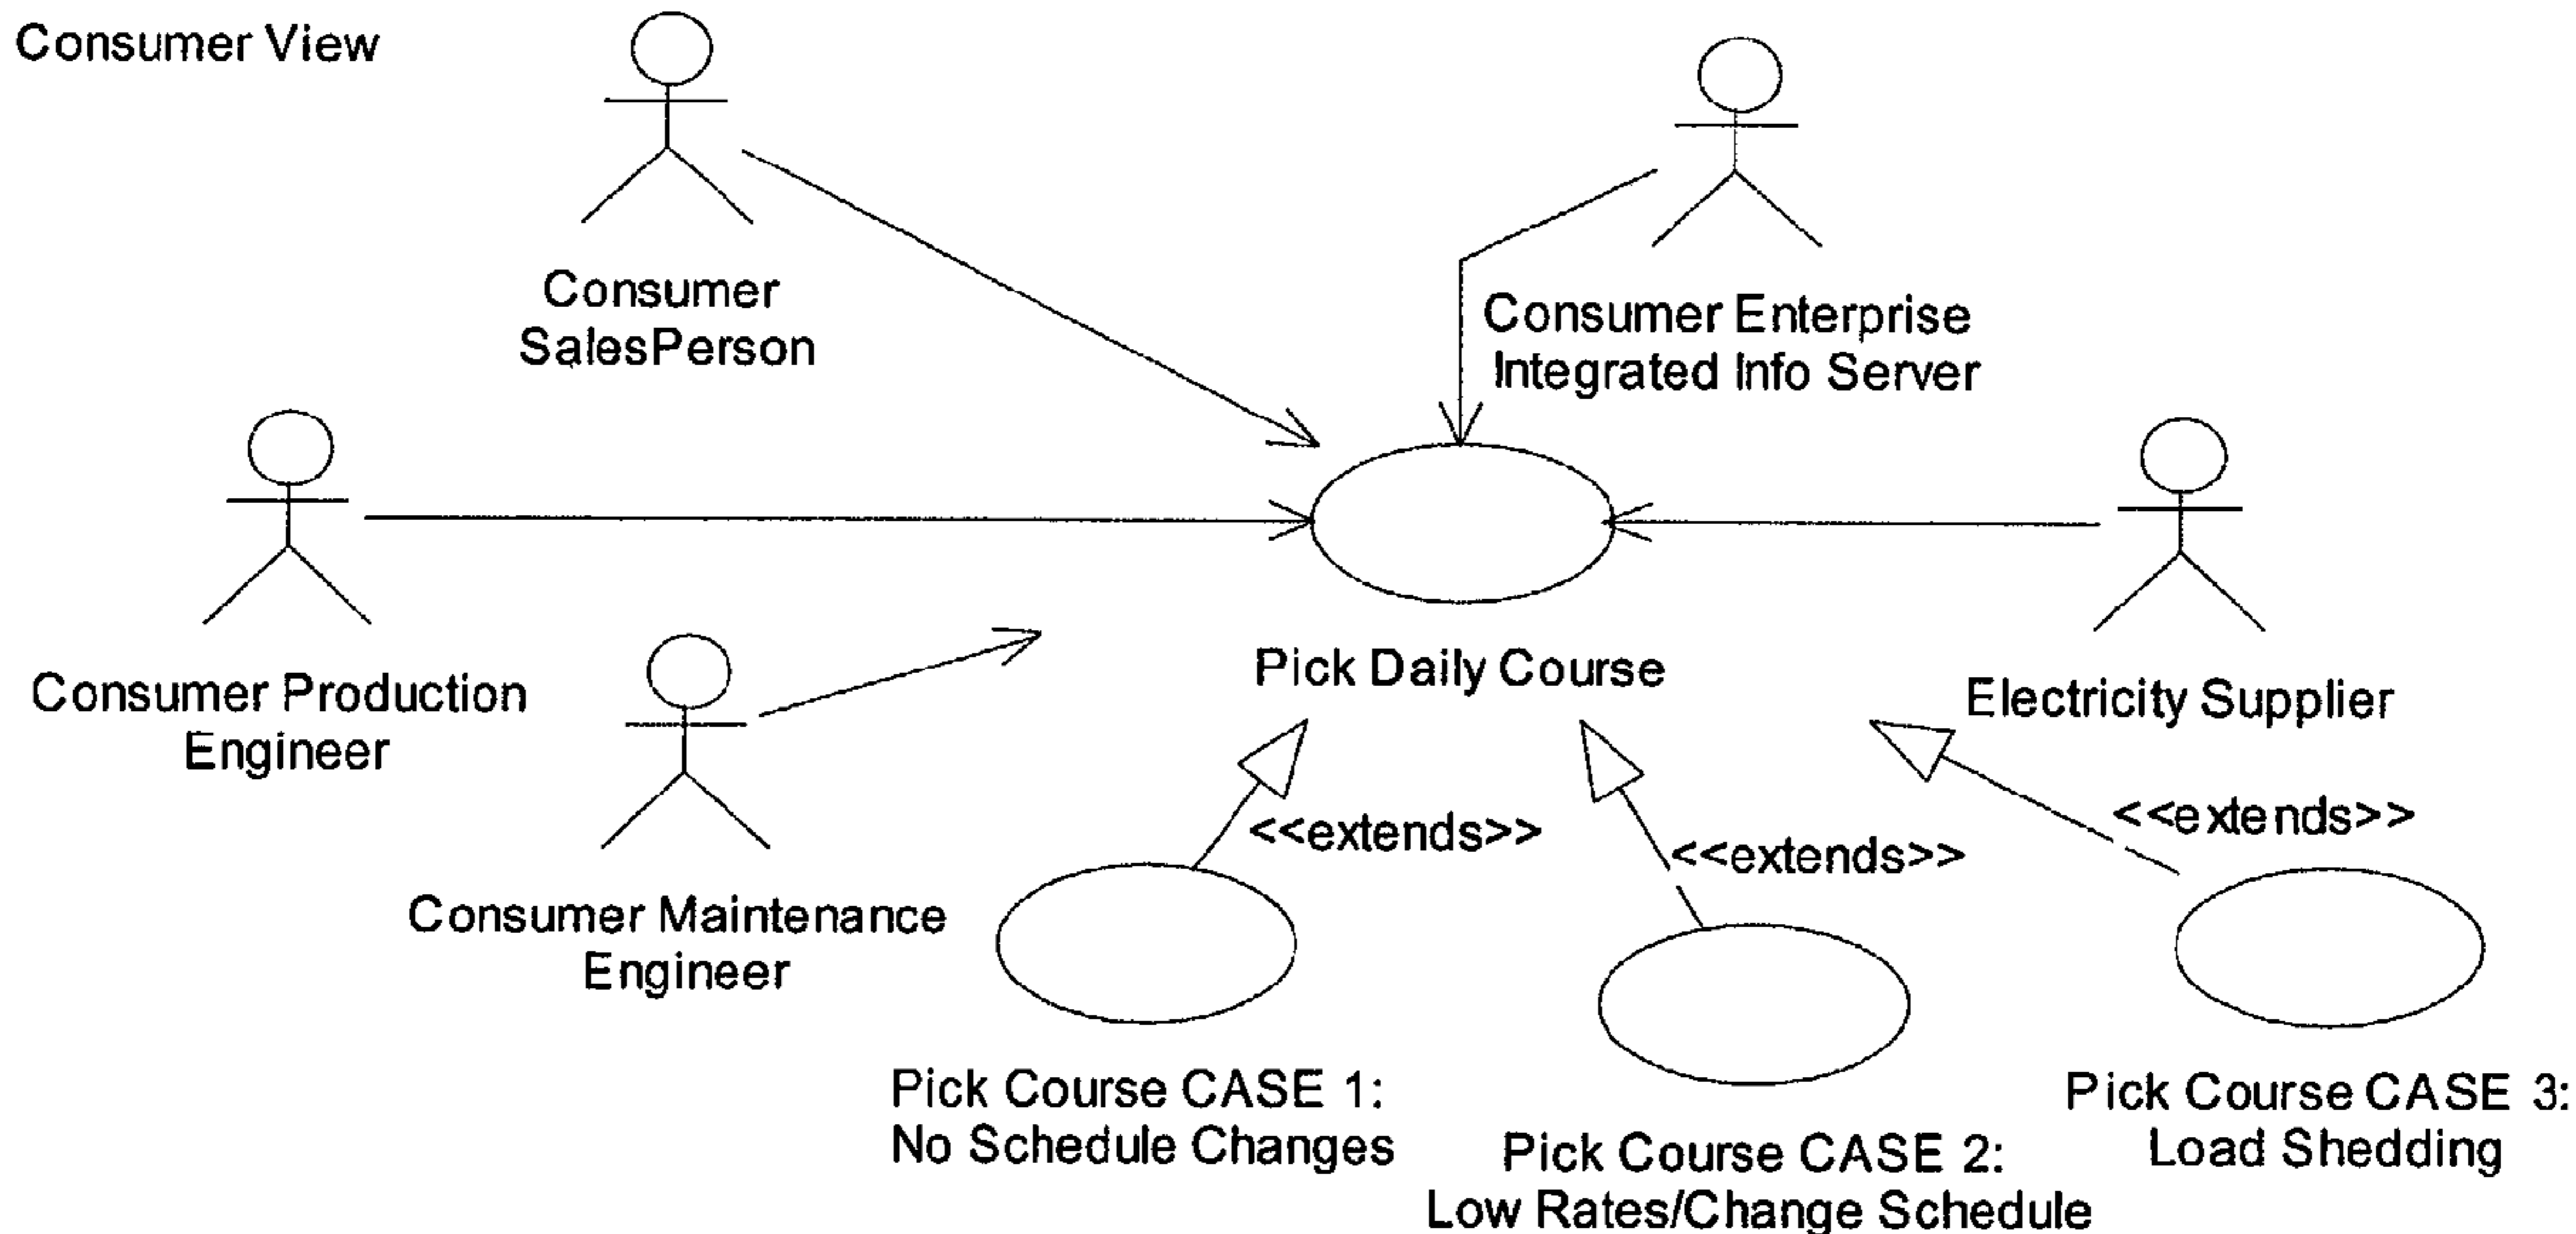 Consumer View
Consumer
SalesPerson
Consumer Enterprise
Integrated Info Server
Consumer Production
Engineer
Pick Daily Course
Electricity Supplier
Consumer Maintenance
Engineer
<<extends>>
<<extends>>
<<extends>>
Pick Course CASE 1:
No Schedule Changes
Pick Course CASE 2:
Low Rates/Change Schedule
Pick Course CASE 3:
Load Shedding